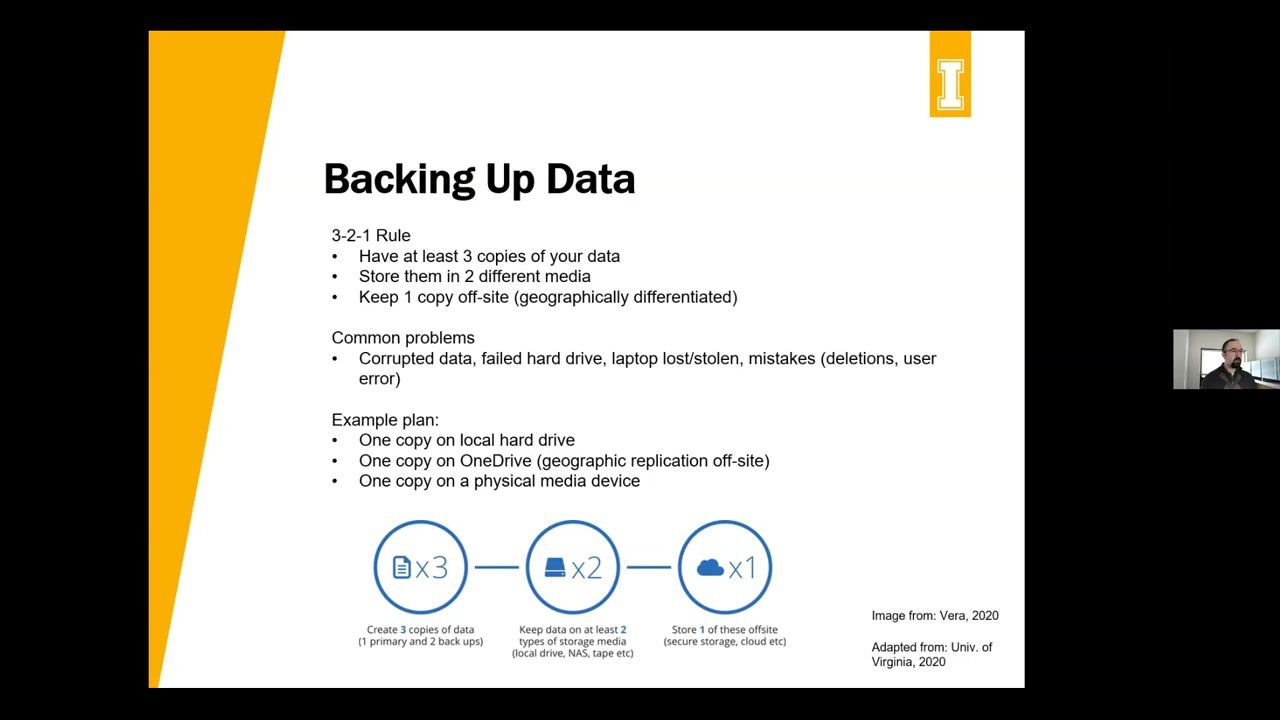 I
Backing Up Data
3-2-1 Rule
• Have at least 3 copies of your data
• Store them in 2 different media
• Keep 1 copy off-site (geographically differentiated)
Common problems
• Corrupted data, failed hard drive, laptop lost/stolen, mistakes (deletions, user
error)
Example plan:
• One copy on local hard drive
• One copy on OneDrive (geographic replication off-site)
• One copy on a physical media device
x3
x2
x1
Create 3 copies of data
(1 primary and 2 back ups)
Keep data on at least 2
types of storage media
(local drive, NAS, tape etc)
Store 1 of these offsite
(secure storage, cloud etc)
Image from: Vera, 2020
Adapted from: Univ. of
Virginia, 2020